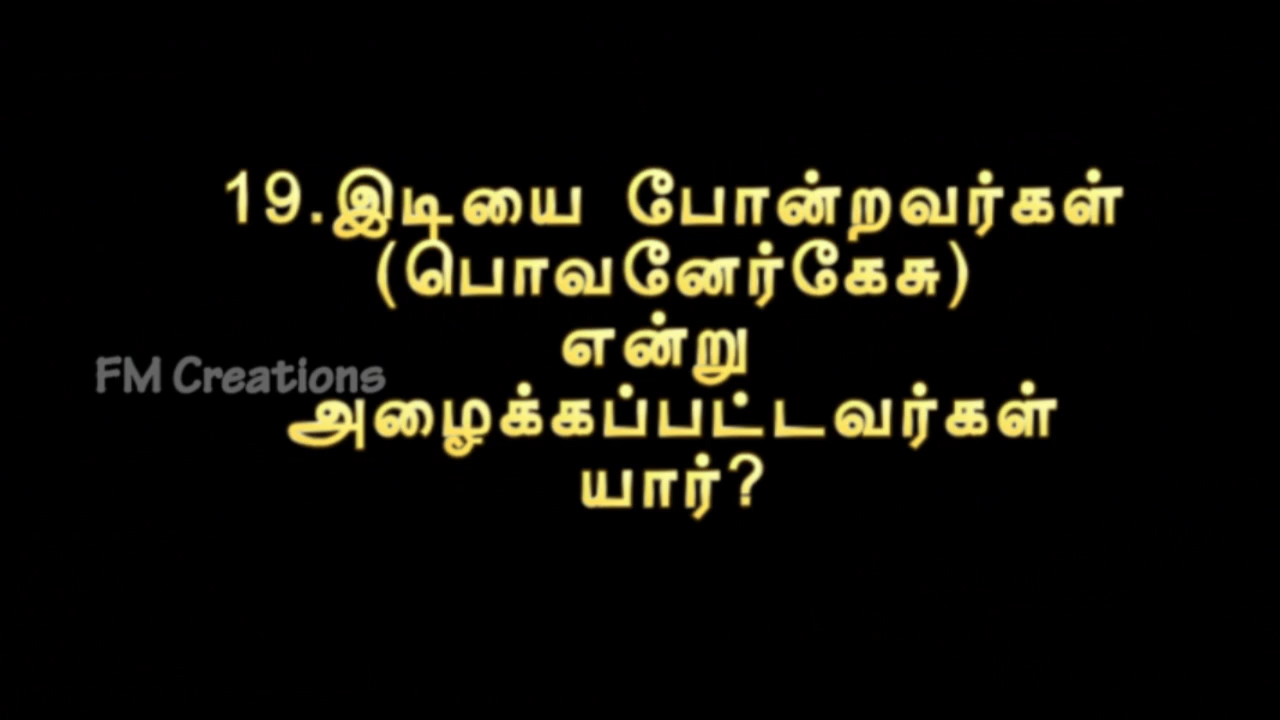 19.இடியை போன்றவர்கள்
(பொவனேர்கேசு)
என்று
FM Creations
அழைக்கப்பட்டவர்கள்
யார்?